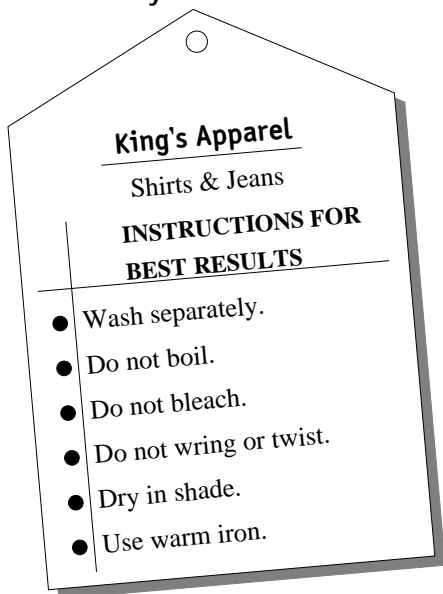 King's Apparel
Shirts & Jeans
INSTRUCTIONS FOR
BEST RESULTS
Wash separately.
Do not boil.
Do not bleach.
Do not wring or twist.
Dry in shade.
Use warm iron.